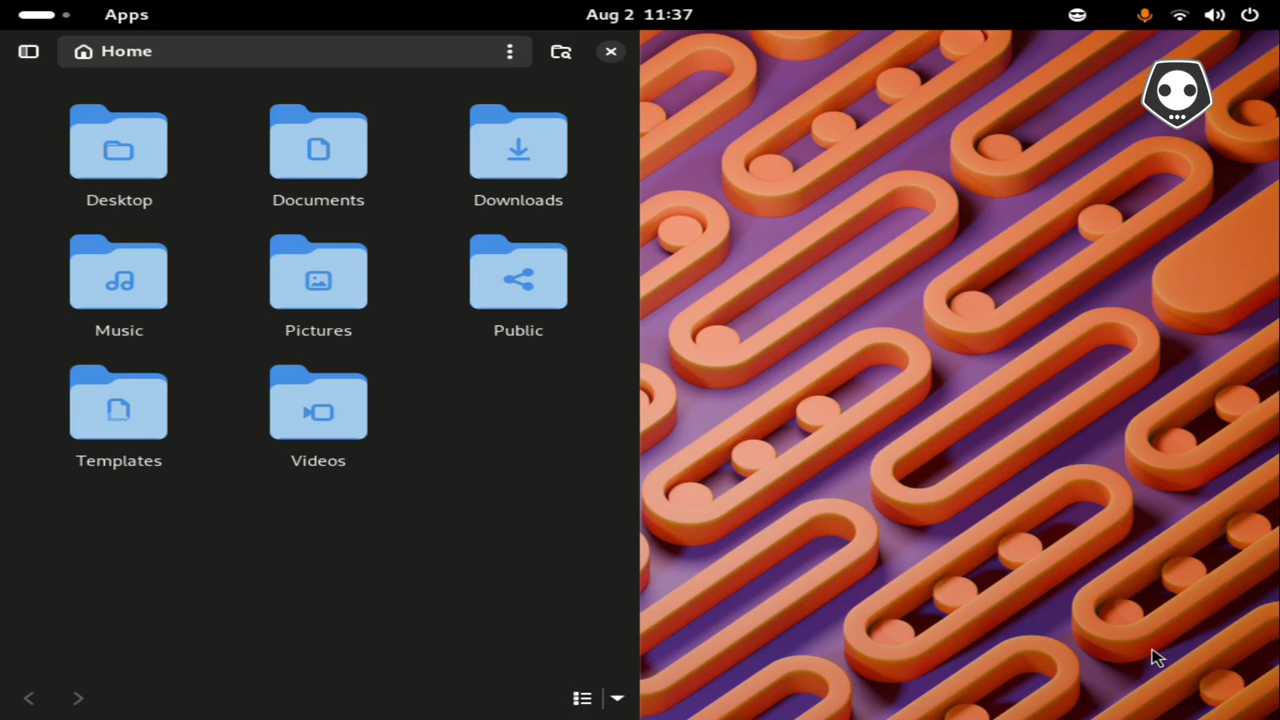 Apps
Aug 2 11:37
Home
Desktop
Documents
Downloads
Music
Pictures
Public
Templates
Videos